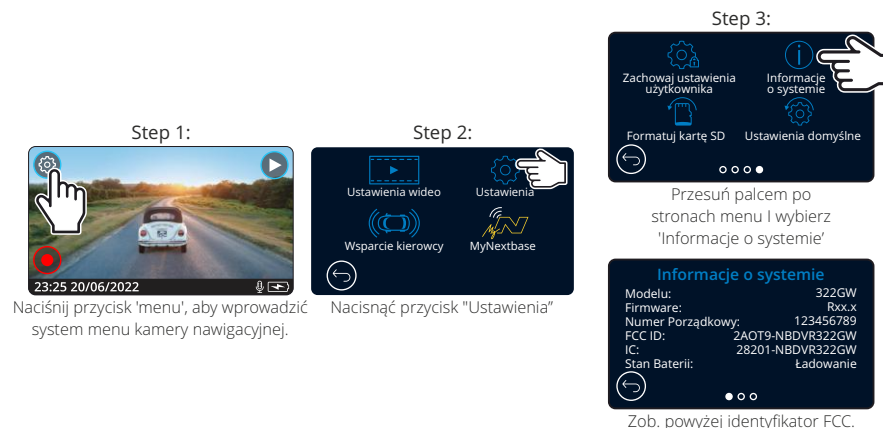 Step 1:
23:25 20/06/2022
Naciśnij przycisk 'menu', aby wprowadzić
system menu kamery nawigacyjnej.
Step 2:
Ustawienia wideo
Ustawienia
Wsparcie kierowcy
MyN
MyNextbase
Nacisnąć przycisk "Ustawienia”
Step 3:
Zachowaj ustawienia
użytkownika
Informacje
o systemie
Formatuj kartę SD
Ustawienia domyślne
Przesuń palcem po
stronach menu I wybierz
'Informacje o systemie’
Informacje o systemie
Modelu: 322GW
Firmware: Rxx.x
Numer Porządkowy: 123456789
FCC ID: 2AOT9-NBDVR322GW
IC: 28201-NBDVR322GW
Stan Baterii: Ładowanie
Zob. powyżej identyfikator FCC.